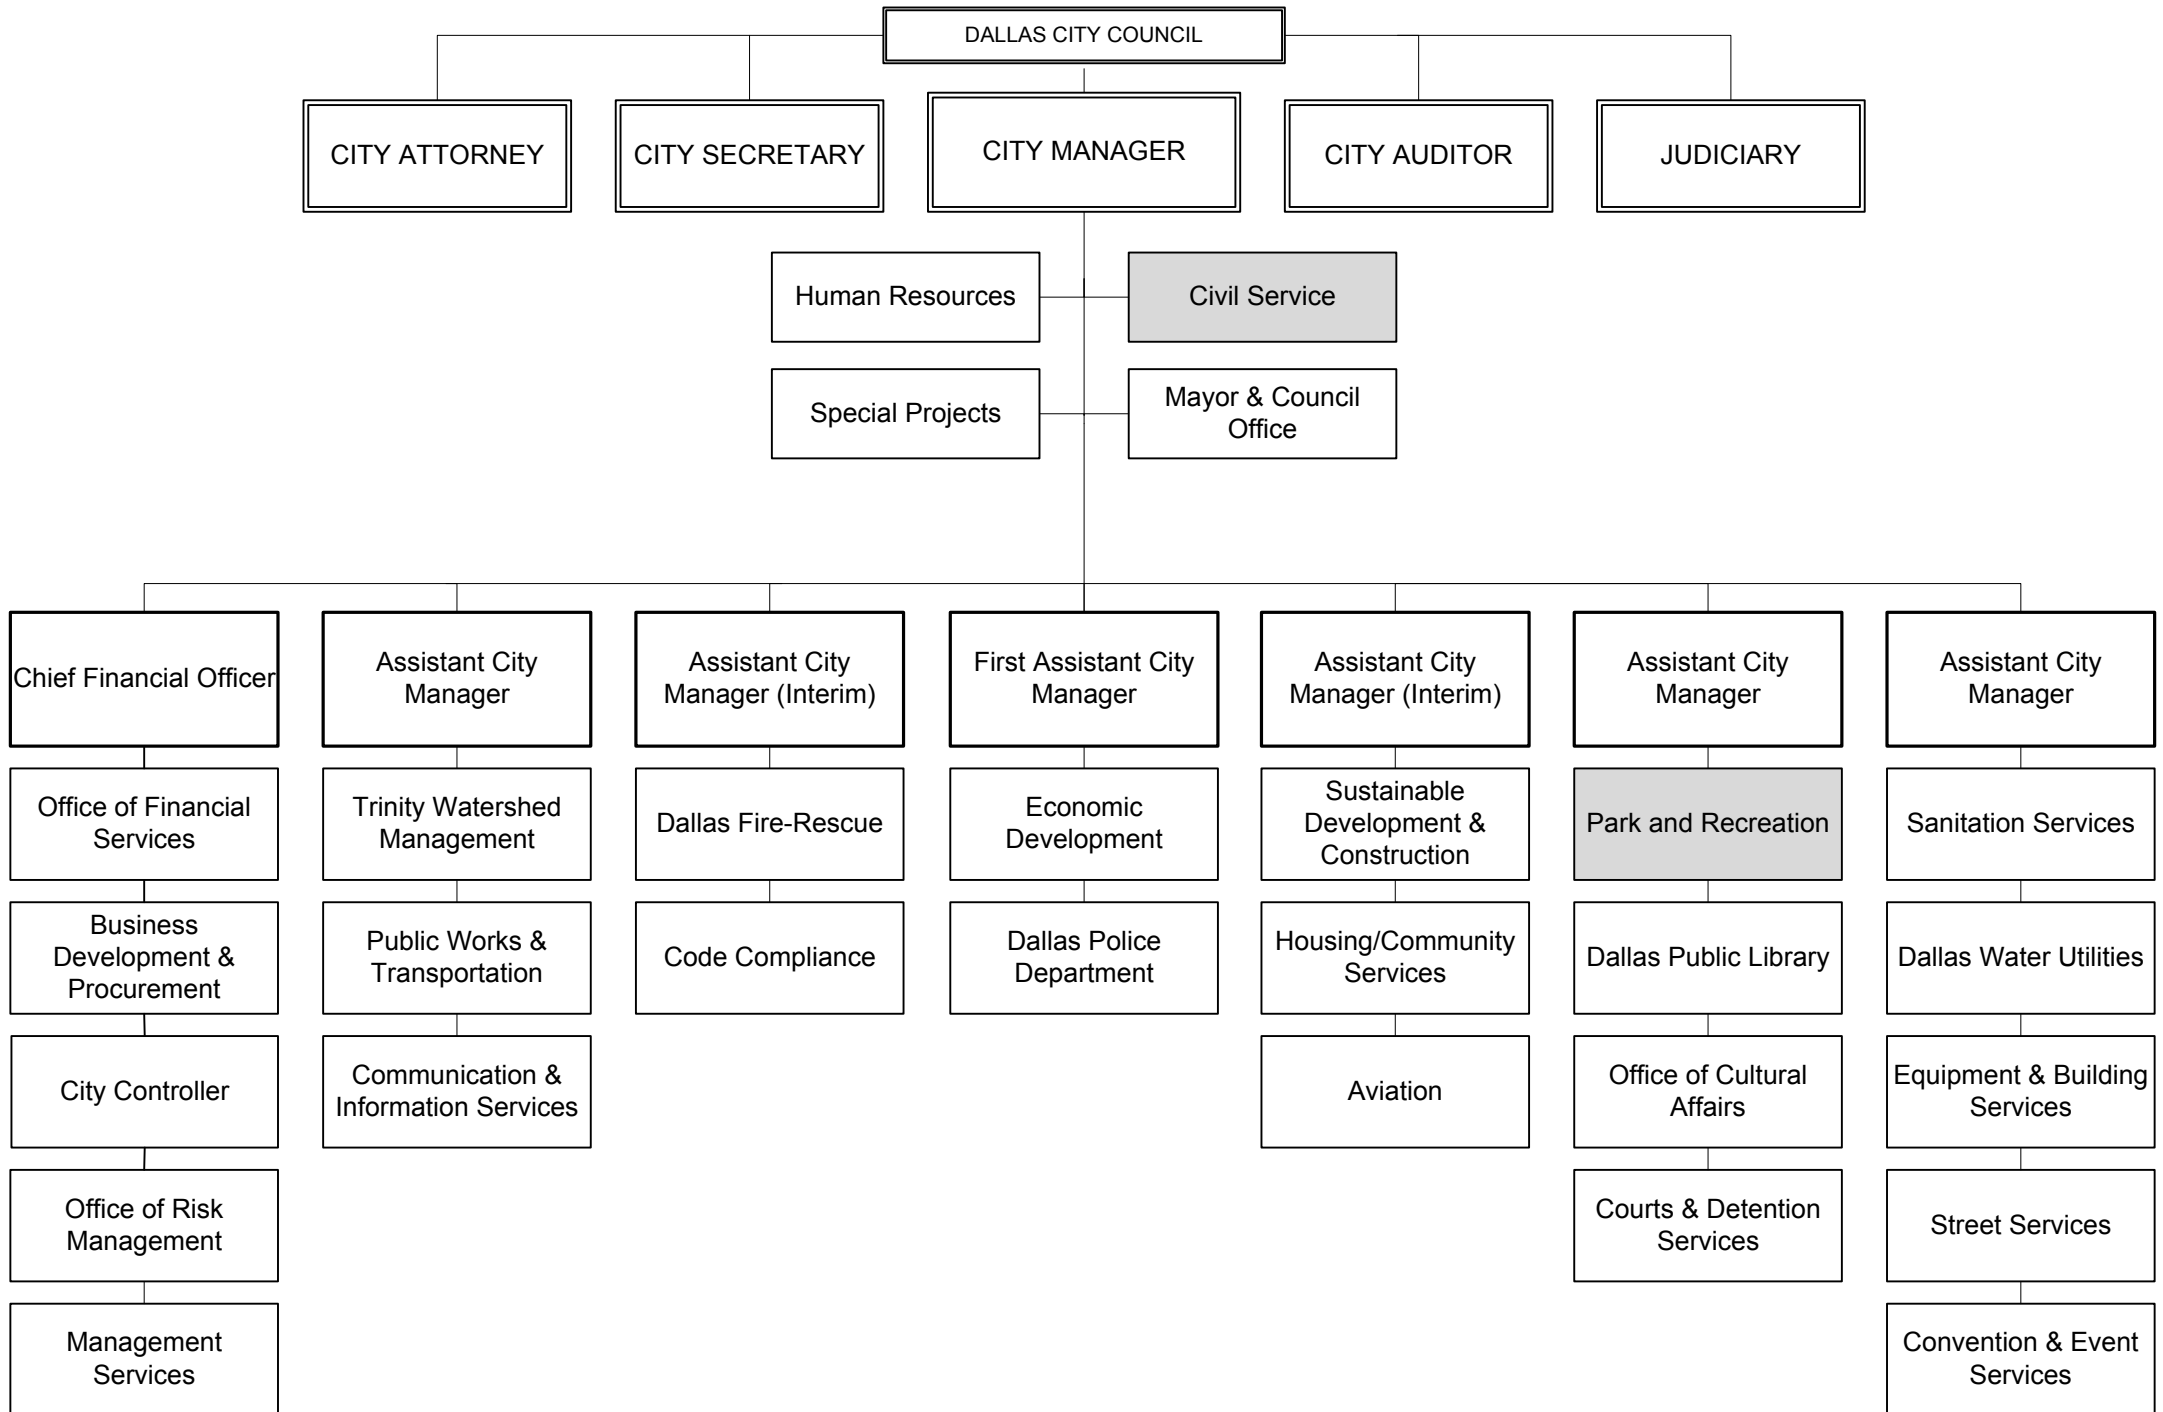 DALLAS CITY COUNCIL
CITY ATTORNEY
CITY SECRETARY
CITY MANAGER
CITY AUDITOR
JUDICIARY
Human Resources
Civil Service
Special Projects
Mayor & Council
Office
Chief Financial Officer
Assistant City
Manager
Assistant City
Manager (Interim)
First Assistant City
Manager
Assistant City
Manager (Interim)
Assistant City
Manager
Assistant City
Manager
Office of Financial
Services
Trinity Watershed
Management
Dallas Fire-Rescue
Economic
Development
Sustainable
Development &
Construction
Park and Recreation
Sanitation Services
Business
Development &
Procurement
Public Works &
Transportation
Code Compliance
Dallas Police
Department
Housing/Community
Services
Dallas Public Library
Dallas Water Utilities
City Controller
Communication &
Information Services
Aviation
Office of Cultural
Affairs
Equipment & Building
Services
Office of Risk
Management
Courts & Detention
Services
Street Services
Management
Services
Convention & Event
Services